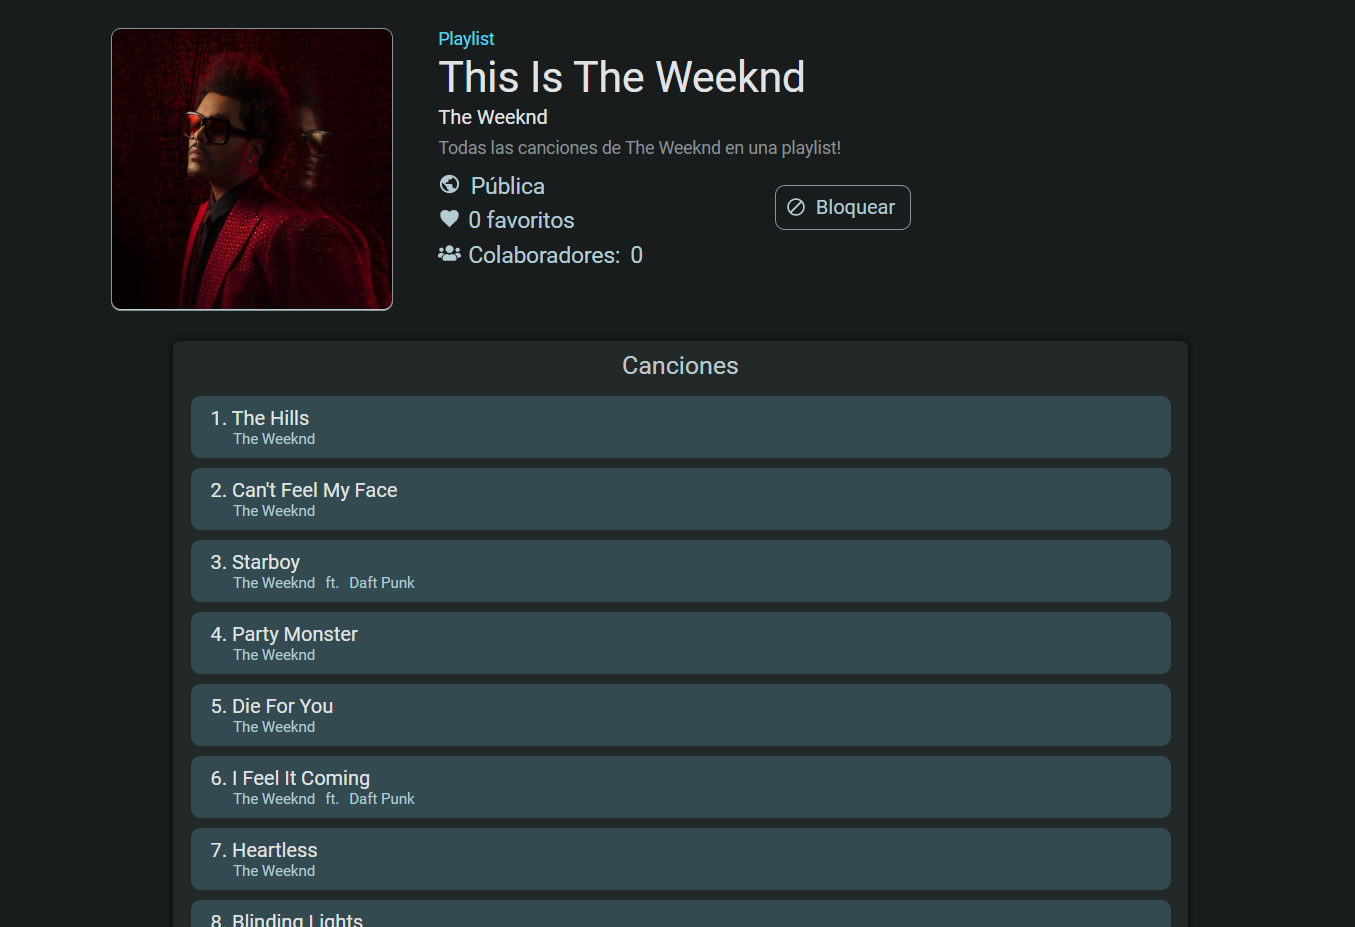 Playlist
This Is The Weeknd
The Weeknd
Todas las canciones de The Weeknd en una playlist!
Pública
0 favoritos
Colaboradores: 0
Bloquear
Canciones
1. The Hills
The Weeknd
2. Can't Feel My Face
The Weeknd
3. Starboy
The Weeknd ft. Daft Punk
4. Party Monster
The Weeknd
5. Die For You
The Weeknd
6. I Feel It Coming
The Weeknd ft. Daft Punk
7. Heartless
The Weeknd
8. Blinding Lights